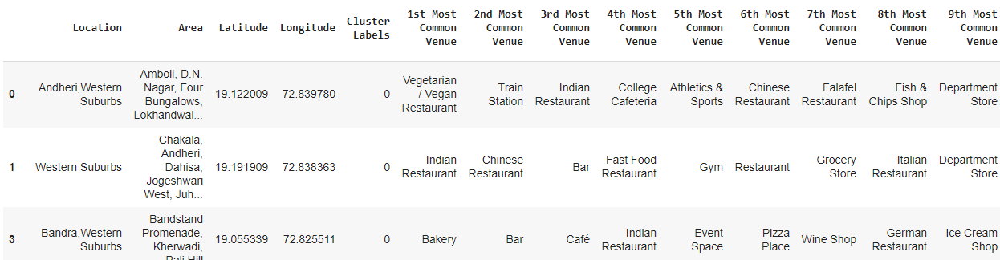 Location Area Latitude Longitude Cluster Labels 1st Most Common Venue 2nd Most Common Venue 3rd Most Common Venue 4th Most Common Venue 5th Most Common Venue 6th Most Common Venue 7th Most Common Venue 8th Most Common Venue 9th Most Common Venue
0 Andheri,Western Suburbs Amboli, D.N. Nagar, Four Bungalows, Lokhandwal... 19.122009 72.839780 0 Vegetarian / Vegan Restaurant Train Station Indian Restaurant College Cafeteria Athletics & Sports Chinese Restaurant Falafel Restaurant Fish & Chips Shop Department Store
1 Western Suburbs Chakala, Andheri, Dahisa, Jogeshwari West, Juh... 19.191909 72.838363 0 Indian Restaurant Chinese Restaurant Bar Fast Food Restaurant Gym Restaurant Grocery Store Italian Restaurant Department Store
3 Bandra,Western Suburbs Bandstand Promenade, Kherwadi, Pali Hill 19.055339 72.825511 0 Bakery Bar Café Indian Restaurant Event Space Pizza Place Wine Shop German Restaurant Ice Cream Shop